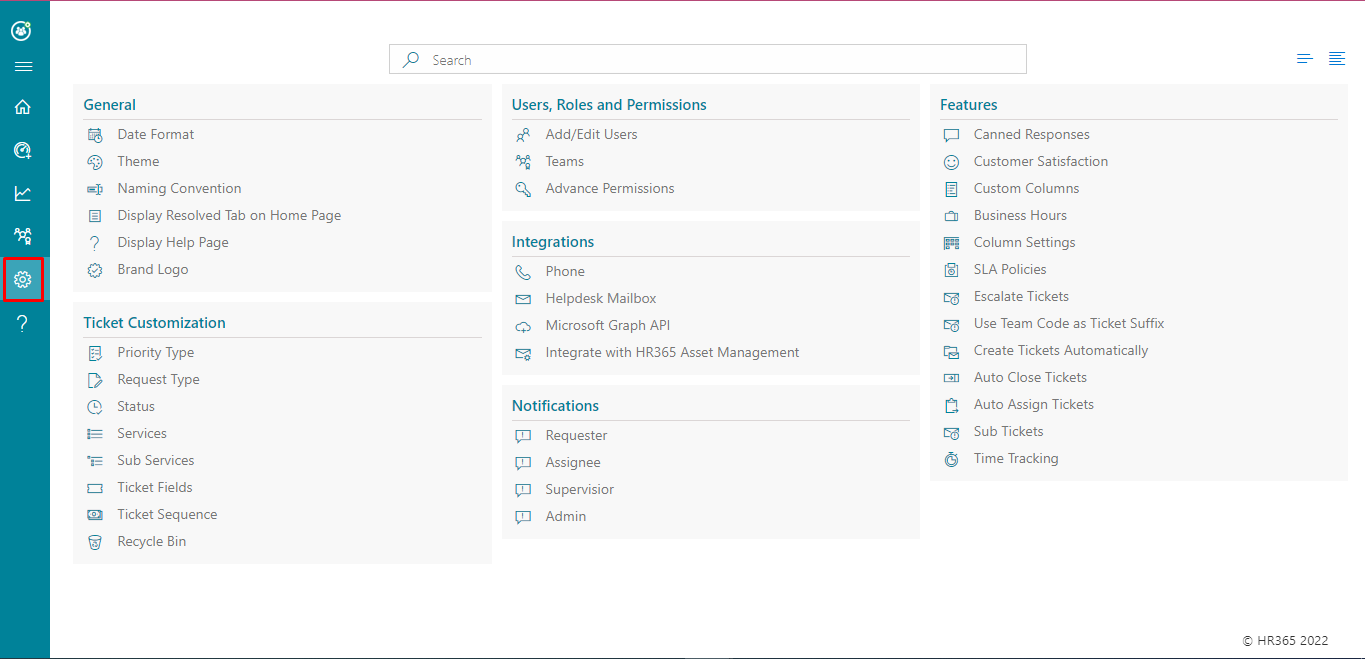 Search
General
Date Format
Theme
Naming Convention
Display Resolved Tab on Home Page
Display Help Page
Brand Logo
Ticket Customization
Priority Type
Request Type
Status
Services
Sub Services
Ticket Fields
Ticket Sequence
Recycle Bin
Users, Roles and Permissions
Add/Edit Users
Teams
Advance Permissions
Integrations
Phone
Helpdesk Mailbox
Microsoft Graph API
Integrate with HR365 Asset Management
Notifications
Requester
Assignee
Supervisior
Admin
Features
Canned Responses
Customer Satisfaction
Custom Columns
Business Hours
Column Settings
SLA Policies
Escalate Tickets
Use Team Code as Ticket Suffix
Create Tickets Automatically
Auto Close Tickets
Auto Assign Tickets
Sub Tickets
Time Tracking
© HR365 2022